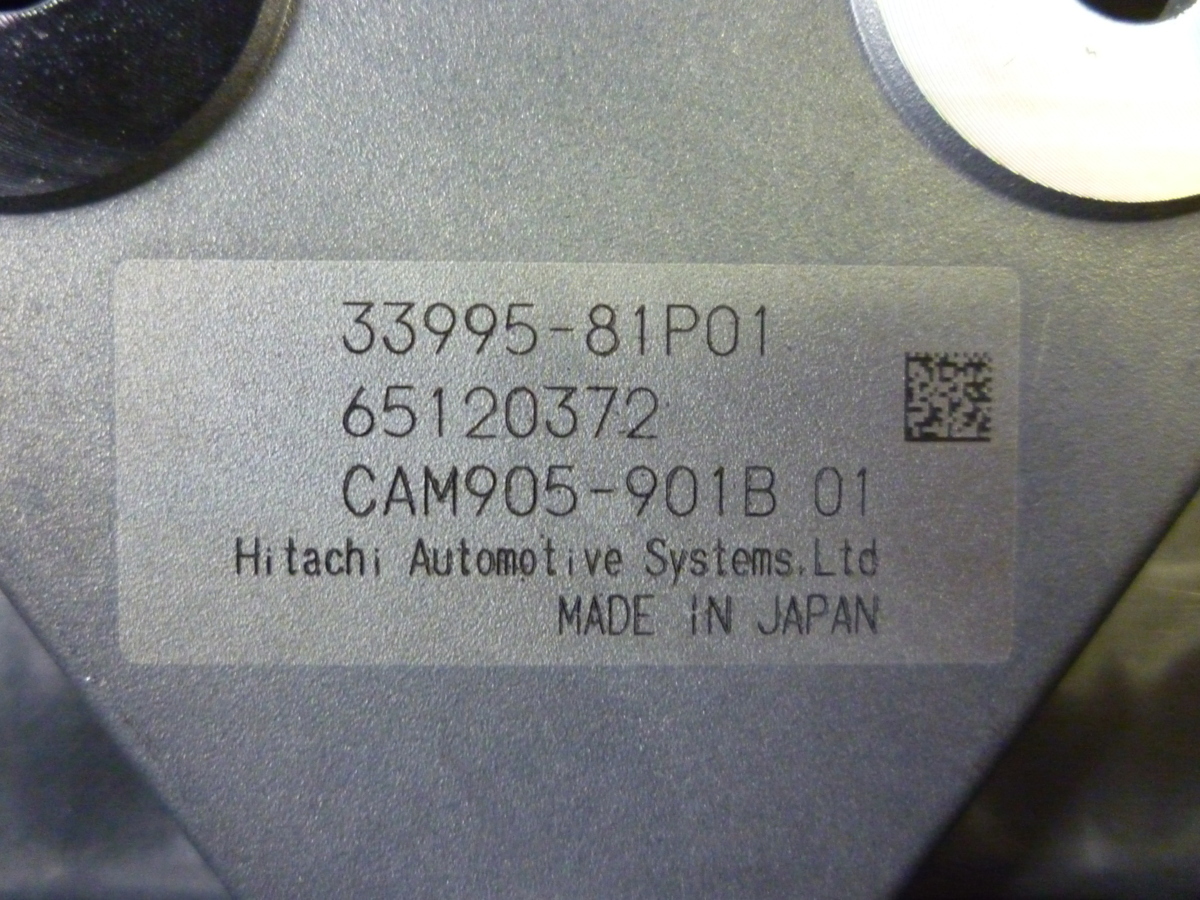 33995-81P01
65120372
CAM905-901B 01
Hitachi Automotive Systems,Ltd
MADE IN JAPAN